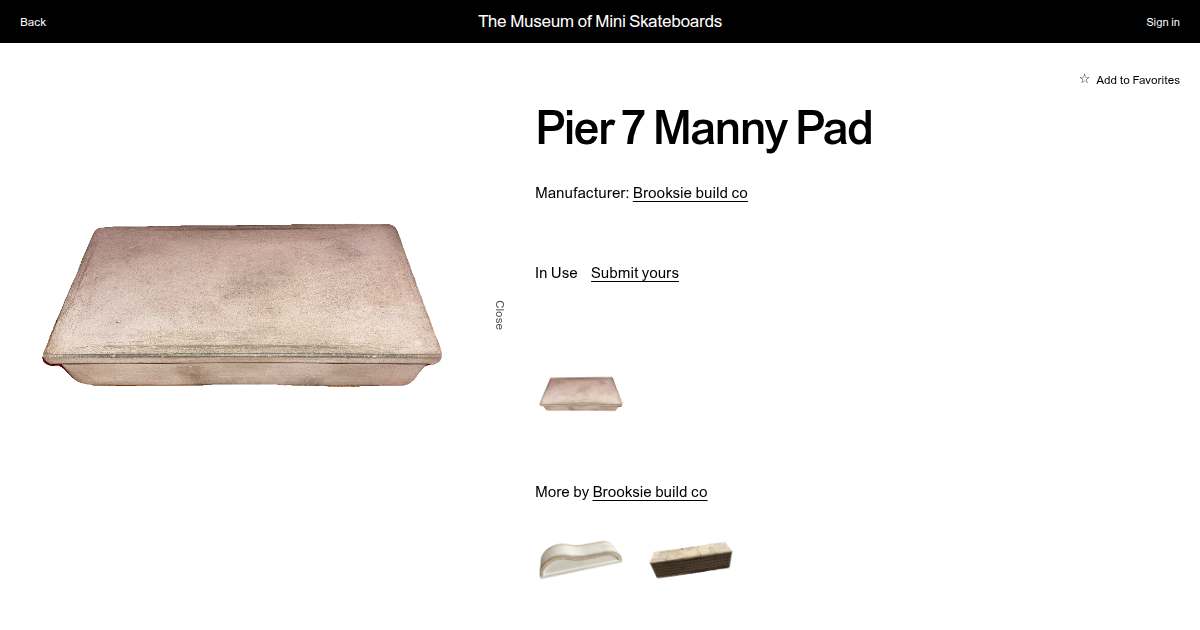 Back
The Museum of Mini Skateboards
Sign in
☆ Add to Favorites
Pier 7 Manny Pad
Manufacturer: Brooksie build co
In Use Submit yours
Close
More by Brooksie build co